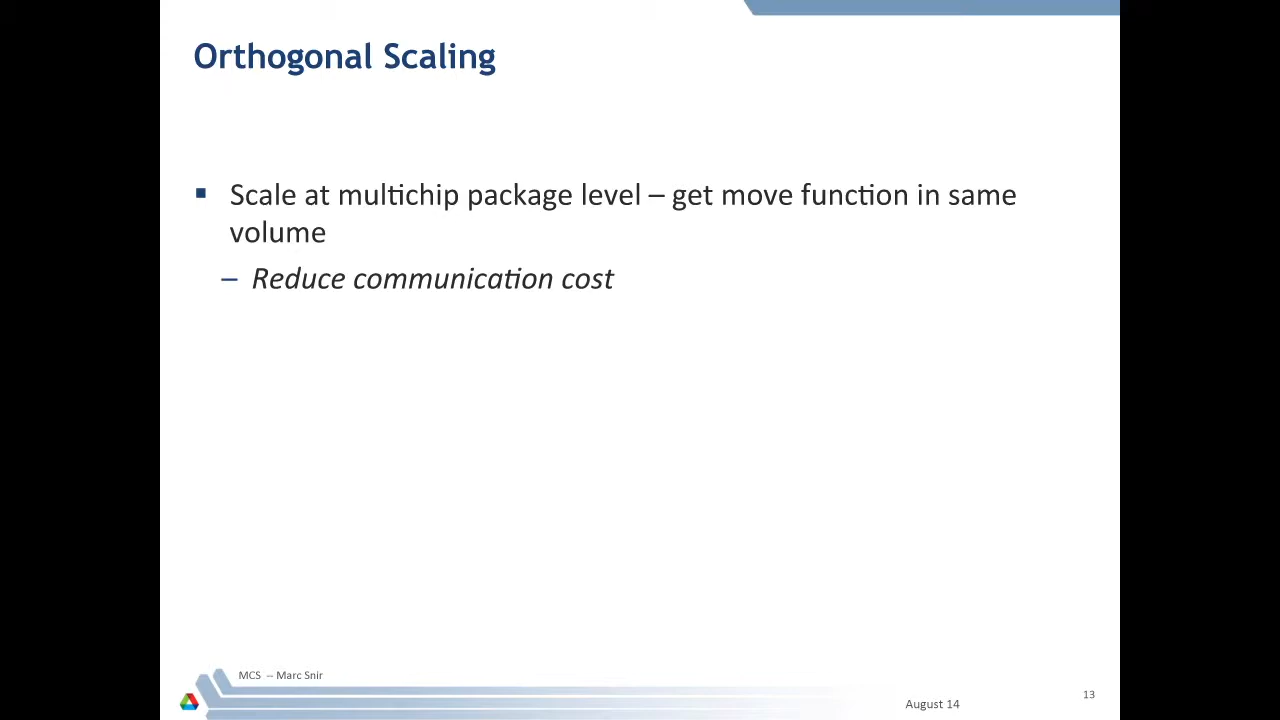 Orthogonal Scaling
Scale at multichip package level – get move function in same
volume
– Reduce communication cost
MCS -- Marc Snir
August 14
13